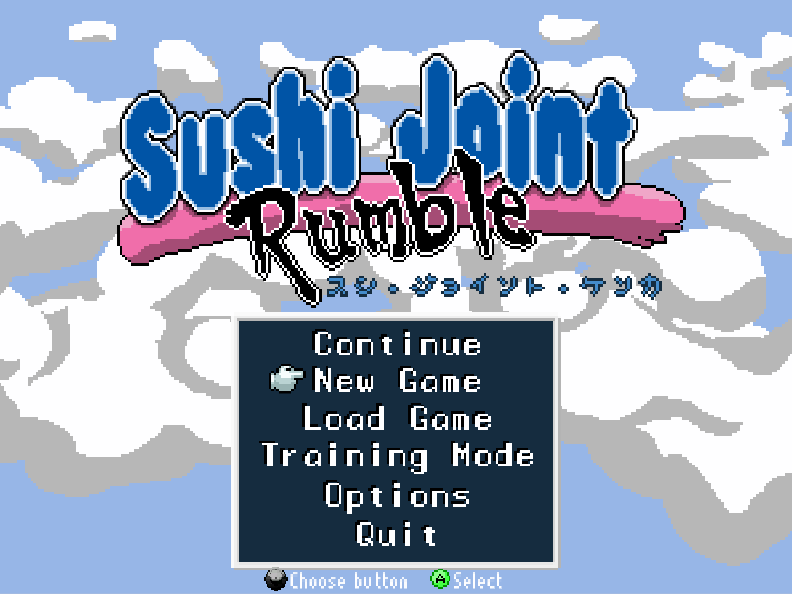 Sushi Joint
Rumble
スシ・ジョイント・ケンカ
Continue
New Game
Load Game
Training Mode
Options
Quit
Choose button A Select